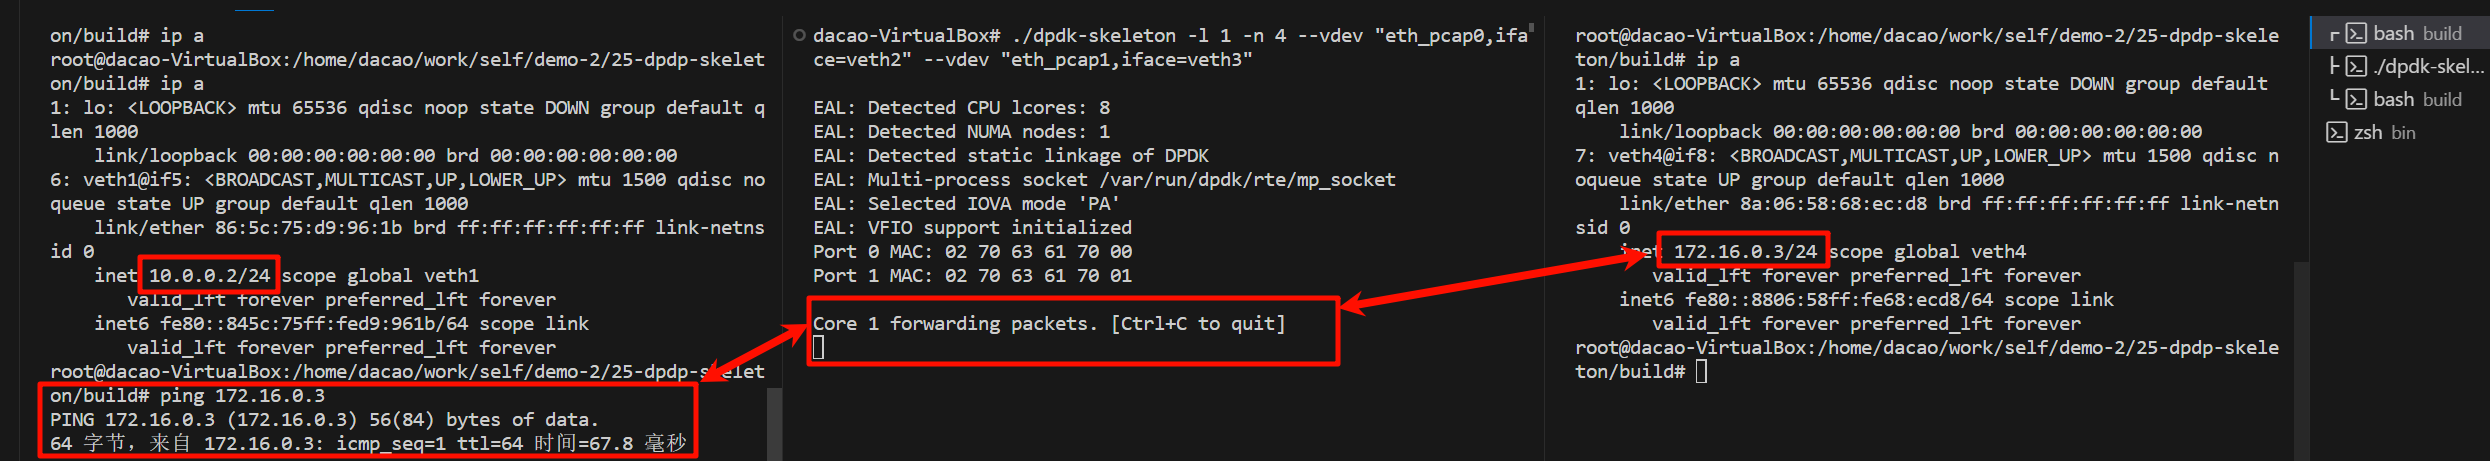 on/build# ip a
root@dacao-VirtualBox:/home/dacao/work/self/demo-2/25-dpdp-skelet
on/build# ip a
1: lo: <LOOPBACK> mtu 65536 qdisc noop state DOWN group default q
len 1000
    link/loopback 00:00:00:00:00:00 brd 00:00:00:00:00:00
6: veth1@if5: <BROADCAST,MULTICAST,UP,LOWER_UP> mtu 1500 qdisc no
queue state UP group default qlen 1000
    link/ether 86:5c:75:d9:96:1b brd ff:ff:ff:ff:ff:ff link-netns
id 0
    inet 10.0.0.2/24 scope global veth1
       valid_lft forever preferred_lft forever
    inet6 fe80::845c:75ff:fed9:961b/64 scope link
       valid_lft forever preferred_lft forever
root@dacao-VirtualBox:/home/dacao/work/self/demo-2/25-dpdp-skelet
on/build# ping 172.16.0.3
PING 172.16.0.3 (172.16.0.3) 56(84) bytes of data.
64 字节，来自 172.16.0.3: icmp_seq=1 ttl=64 时间=67.8 毫秒
dacao-VirtualBox# ./dpdk-skeleton -l 1 -n 4 --vdev "eth_pcap0,ifa
ce=veth2" --vdev "eth_pcap1,iface=veth3"
EAL: Detected CPU lcores: 8
EAL: Detected NUMA nodes: 1
EAL: Detected static linkage of DPDK
EAL: Multi-process socket /var/run/dpdk/rte/mp_socket
EAL: Selected IOVA mode 'PA'
EAL: VFIO support initialized
Port 0 MAC: 02 70 63 61 70 00
Port 1 MAC: 02 70 63 61 70 01
Core 1 forwarding packets. [Ctrl+C to quit]
root@dacao-VirtualBox:/home/dacao/work/self/demo-2/25-dpdp-skele
ton/build# ip a
1: lo: <LOOPBACK> mtu 65536 qdisc noop state DOWN group default
qlen 1000
    link/loopback 00:00:00:00:00:00 brd 00:00:00:00:00:00
7: veth4@if8: <BROADCAST,MULTICAST,UP,LOWER_UP> mtu 1500 qdisc n
oqueue state UP group default qlen 1000
    link/ether 8a:06:58:68:ec:d8 brd ff:ff:ff:ff:ff:ff link-netn
sid 0
    inet 172.16.0.3/24 scope global veth4
       valid_lft forever preferred_lft forever
    inet6 fe80::8806:58ff:fe68:ecd8/64 scope link
       valid_lft forever preferred_lft forever
root@dacao-VirtualBox:/home/dacao/work/self/demo-2/25-dpdp-skele
ton/build#
bash build
./dpdk-skel...
bash build
zsh bin